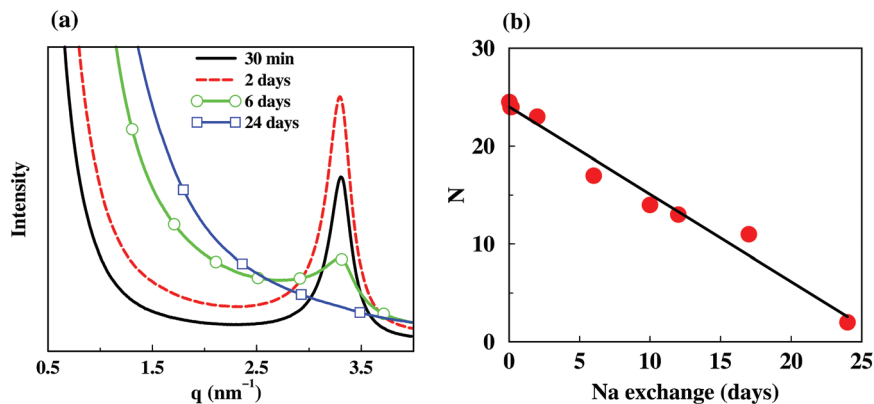 (a)
30 min
2 days
6 days
24 days
Intensity
0.5 1.5 2.5 3.5
q (nm⁻¹)
(b)
30
20
10
0
N
0 5 10 15 20 25
Na exchange (days)